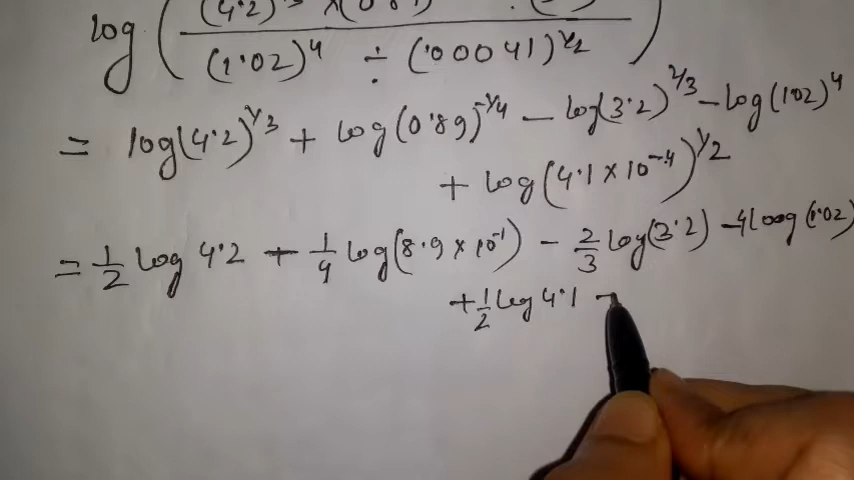 log ( (4.2)
(1.02)^4 ÷ (.00041)^1/2 )
= log(4.2)^1/3 + log(0.89)^-1/4 - log(3.2)^2/3 - log(1.02)^4
+ log(4.1×10^-4)^1/2
= 1/2 log 4.2 + 1/4 log(8.9×10^-1) - 2/3 log(3.2) - 4 loog (1.02)
+ 1/2 log 4.1 -